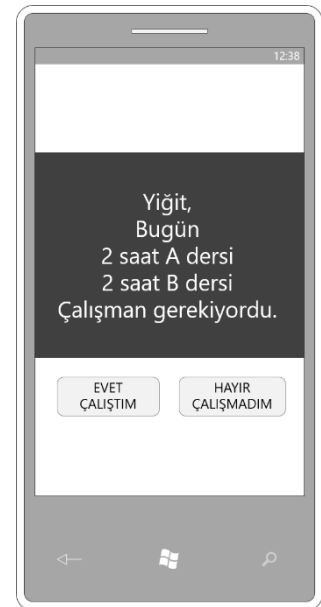 12:38
Yiğit,
Bugün
2 saat A dersi
2 saat B dersi
Çalışman gerekiyordu.
EVET
ÇALIŞTIM
HAYIR
ÇALIŞMADIM